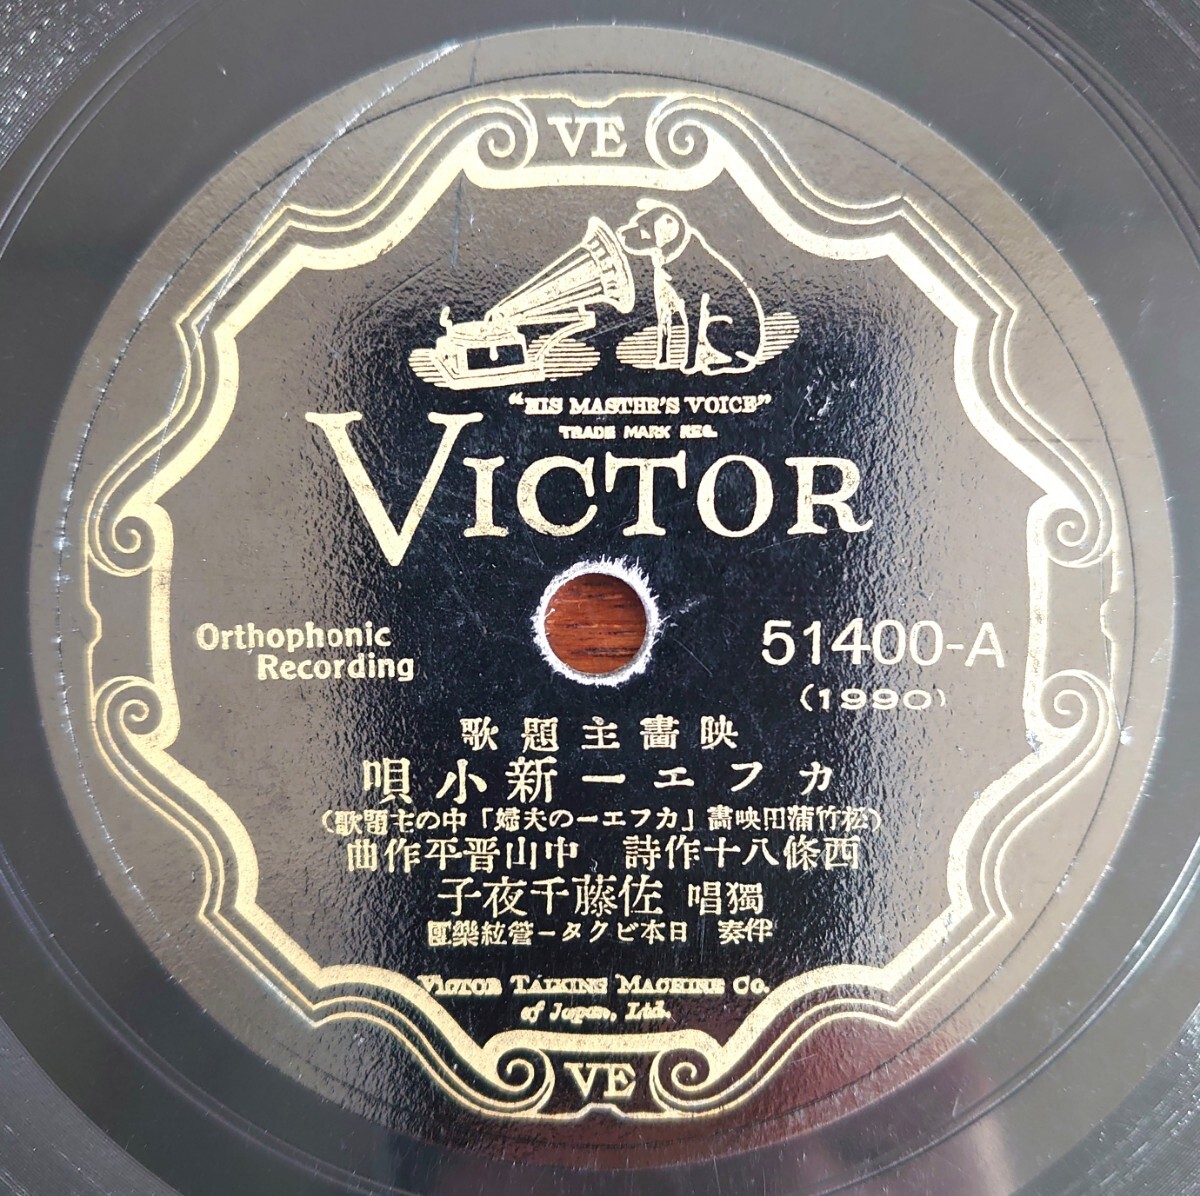 VE
"HIS MASTER'S VOICE"
TRADE MARK REG.
VICTOR
Orthophonic
Recording
51400-A
(1990)
映畵主題歌
カフエー新小唄
(松竹蒲田映畵「カフエーの夫婦」中の主題歌)
西條八十作詩 中山晋平作曲
獨唱 佐藤千夜子
伴奏 日本ビクター管絃樂團
VICTOR TALKING MACHINE CO.
of Japan, Ltd.
VE